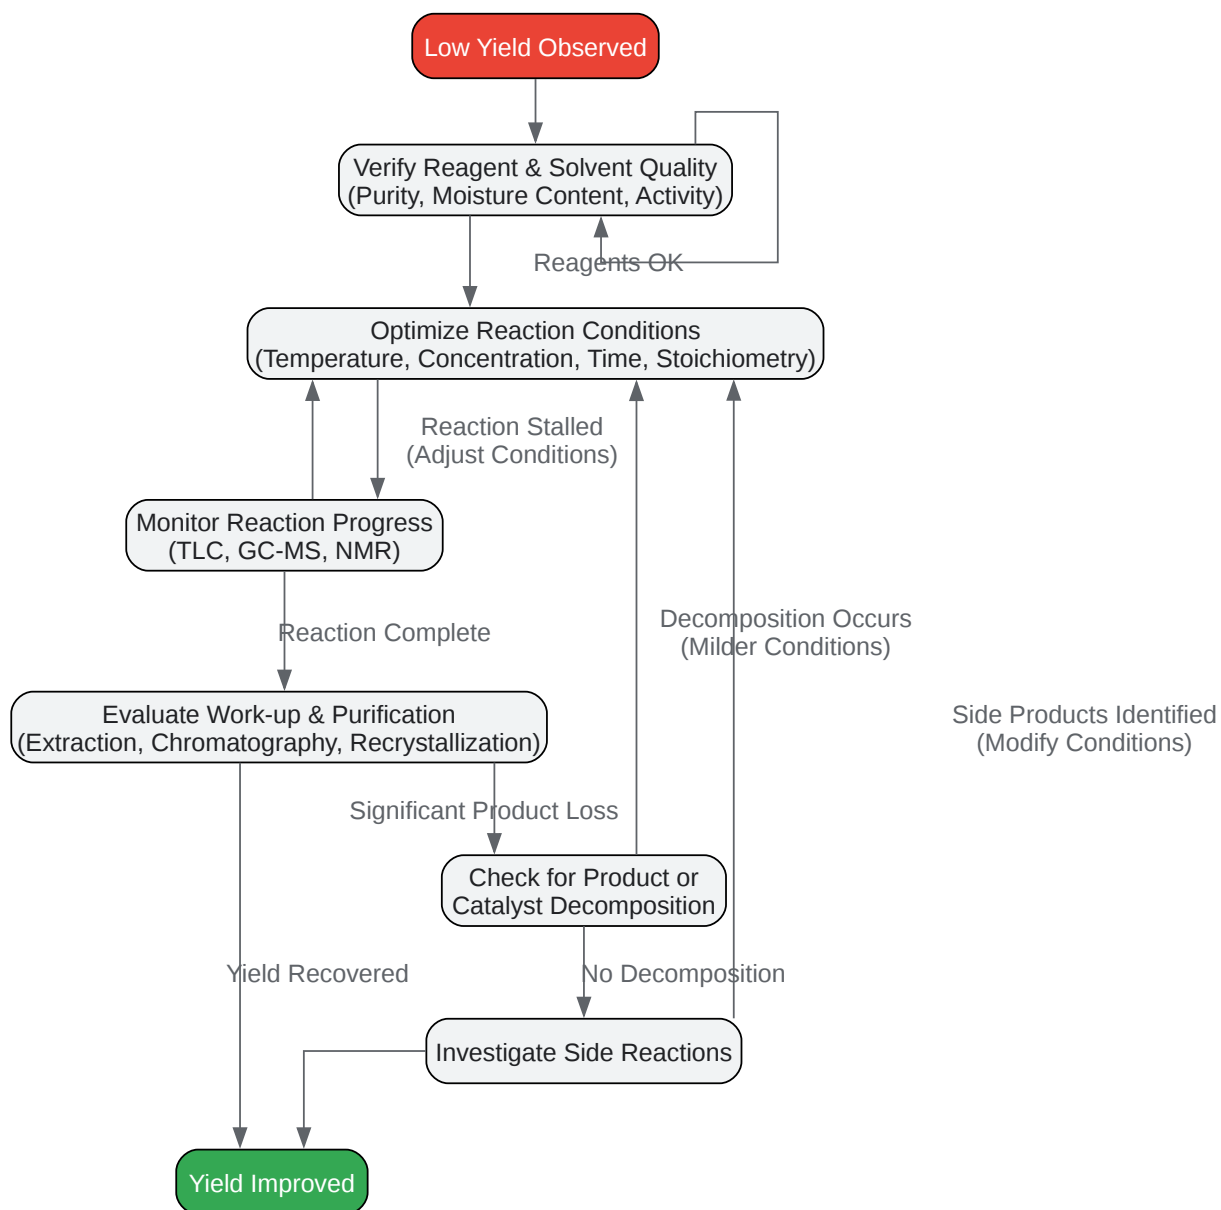 Low Yield Observed
Verify Reagent & Solvent Quality
(Purity, Moisture Content, Activity)
Reagents OK
Optimize Reaction Conditions
(Temperature, Concentration, Time, Stoichiometry)
Reaction Stalled
(Adjust Conditions)
Monitor Reaction Progress
(TLC, GC-MS, NMR)
Reaction Complete
Decomposition Occurs
(Milder Conditions)
Evaluate Work-up & Purification
(Extraction, Chromatography, Recrystallization)
Side Products Identified
(Modify Conditions)
Significant Product Loss
Check for Product or
Catalyst Decomposition
Yield Recovered
No Decomposition
Investigate Side Reactions
Yield Improved